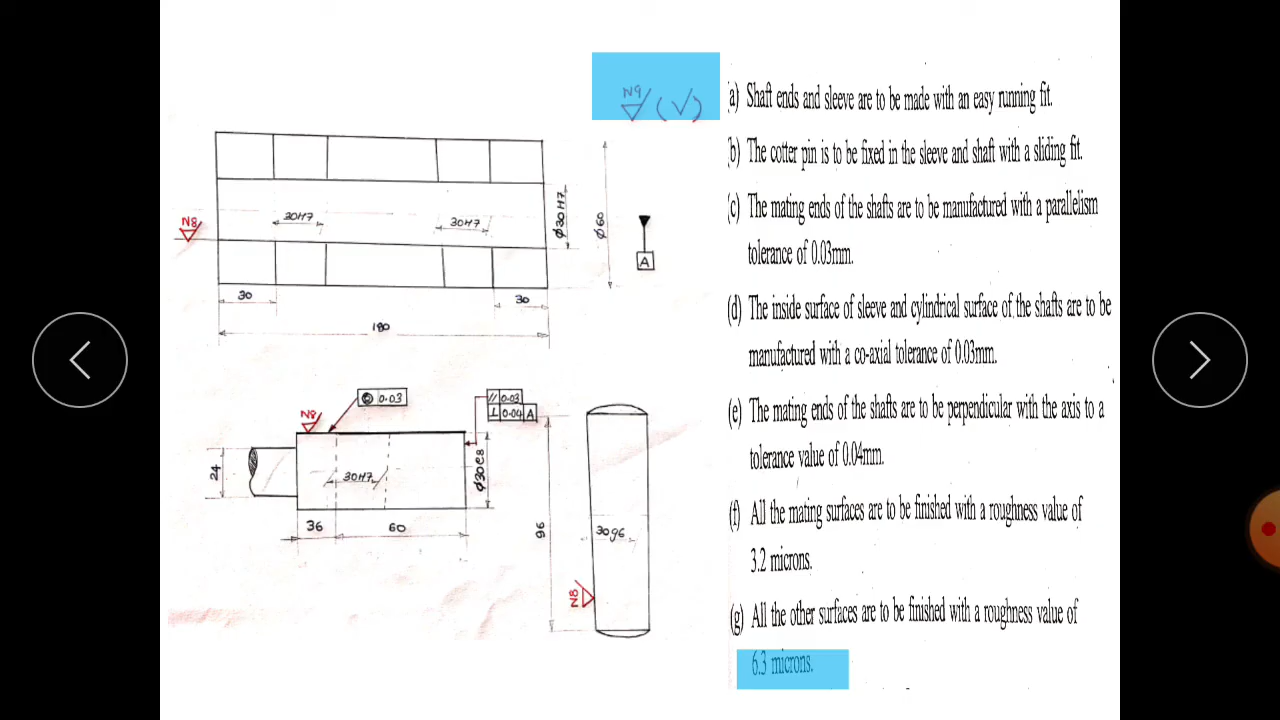 N9 (√)
a) Shaft ends and sleeve are to be made with an easy running fit.
b) The cotter pin is to be fixed in the sleeve and shaft with a sliding fit.
(c) The mating ends of the shafts are to be manufactured with a parallelism
tolerance of 0.03mm.
(d) The inside surface of sleeve and cylindrical surface of the shafts are to be
manufactured with a co-axial tolerance of 0.03mm.
(e) The mating ends of the shafts are to be perpendicular with the axis to a
tolerance value of 0.04mm.
(f) All the mating surfaces are to be finished with a roughness value of
3.2 microns.
(g) All the other surfaces are to be finished with a roughness value of
6.3 microns.
N8
30H7
30H7
Ø30H7
Ø60
A
30
30
180
N8
◎ 0.03
// 0.03
⊥ 0.04 A
24
30H7
Ø30e8
36
60
96
30g6
N8